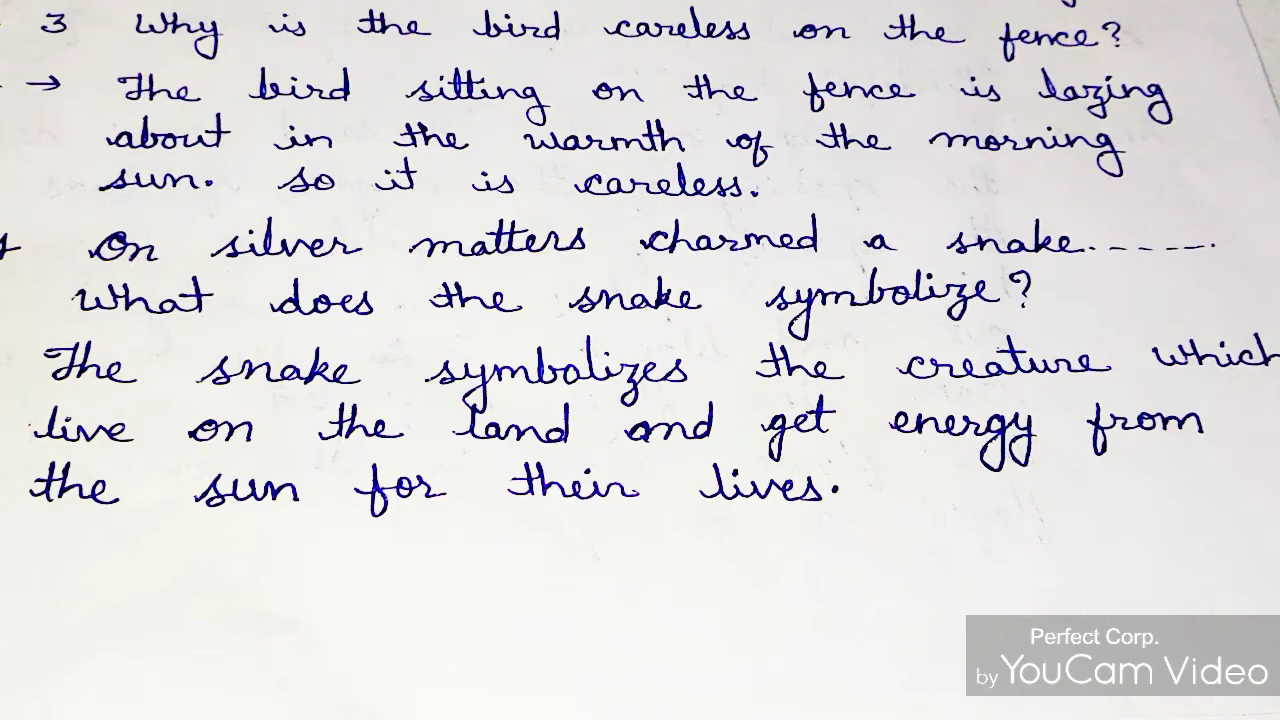 3 Why is the bird careless on the fence?
→ The bird sitting on the fence is lazing
about in the warmth of the morning
sun. So it is careless.
On silver matters charmed a snake.-----.
What does the snake symbolize?
The snake symbolizes the creature which
live on the land and get energy from
the sun for their lives.
Perfect Corp.
by YouCam Video